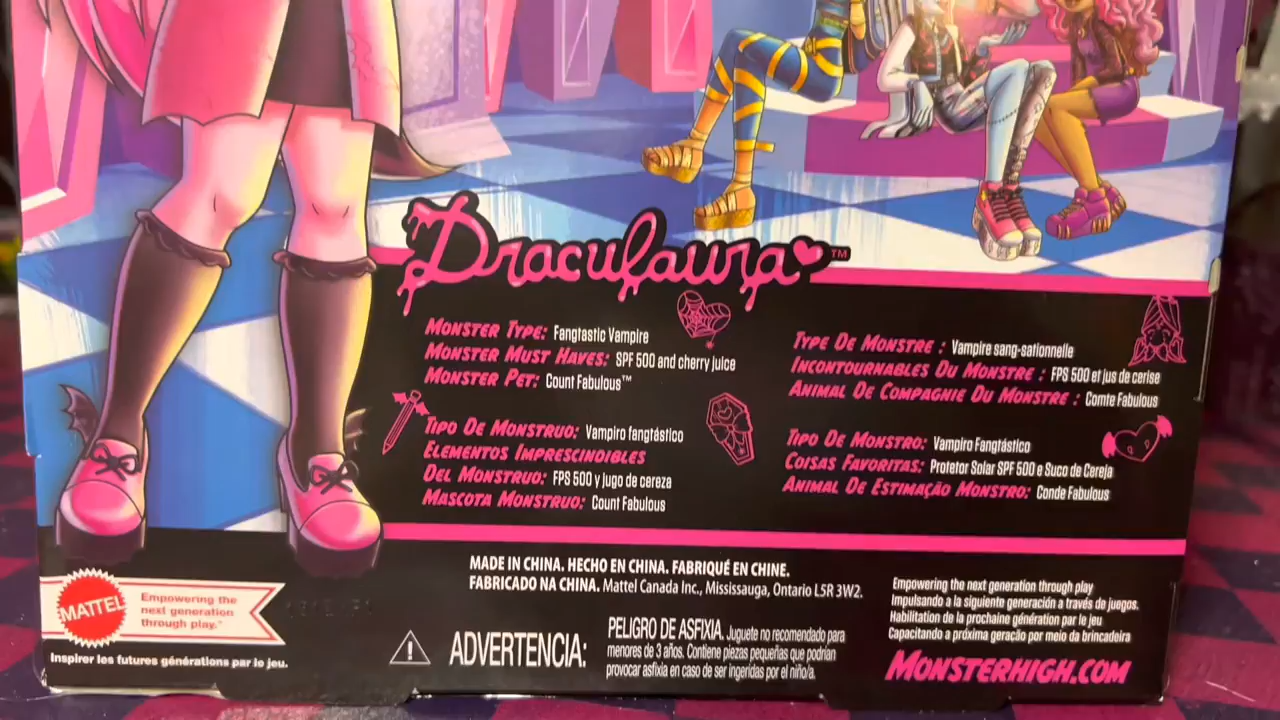 Draculaura™
MONSTER TYPE: Fangtastic Vampire
MONSTER MUST HAVES: SPF 500 and cherry juice
MONSTER PET: Count Fabulous™
TIPO DE MONSTRUO: Vampiro fangtástico
ELEMENTOS IMPRESCINDIBLES
DEL MONSTRUO: FPS 500 y jugo de cereza
MASCOTA MONSTRUO: Count Fabulous
TYPE DE MONSTRE : Vampire sang-sationnelle
INCONTOURNABLES DU MONSTRE : FPS 500 et jus de cerise
ANIMAL DE COMPAGNIE DU MONSTRE : Comte Fabulous
TIPO DE MONSTRO: Vampiro Fangtástico
COISAS FAVORITAS: Protetor Solar SPF 500 e Suco de Cereja
ANIMAL DE ESTIMAÇÃO MONSTRO: Conde Fabulous
MATTEL
Empowering the
next generation
through play.™
Inspirer les futures générations par le jeu.
MADE IN CHINA. HECHO EN CHINA. FABRIQUÉ EN CHINE.
FABRICADO NA CHINA. Mattel Canada Inc., Mississauga, Ontario L5R 3W2.
ADVERTENCIA:
PELIGRO DE ASFIXIA. Juguete no recomendado para
menores de 3 años. Contiene piezas pequeñas que podrían
provocar asfixia en caso de ser ingeridas por el niño/a.
Empowering the next generation through play
Impulsando a la siguiente generación a través de juegos.
Habilitation de la prochaine génération par le jeu
Capacitando a próxima geração por meio da brincadeira
MONSTERHIGH.COM